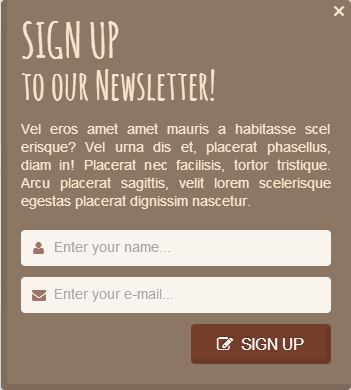 SIGN UP
TO OUR NEWSLETTER!
Vel eros amet amet mauris a habitasse scel
erisque? Vel urna dis et, placerat phasellus,
diam in! Placerat nec facilisis, tortor tristique.
Arcu placerat sagittis, velit lorem scelerisque
egestas placerat dignissim nascetur.
Enter your name...
Enter your e-mail...
SIGN UP